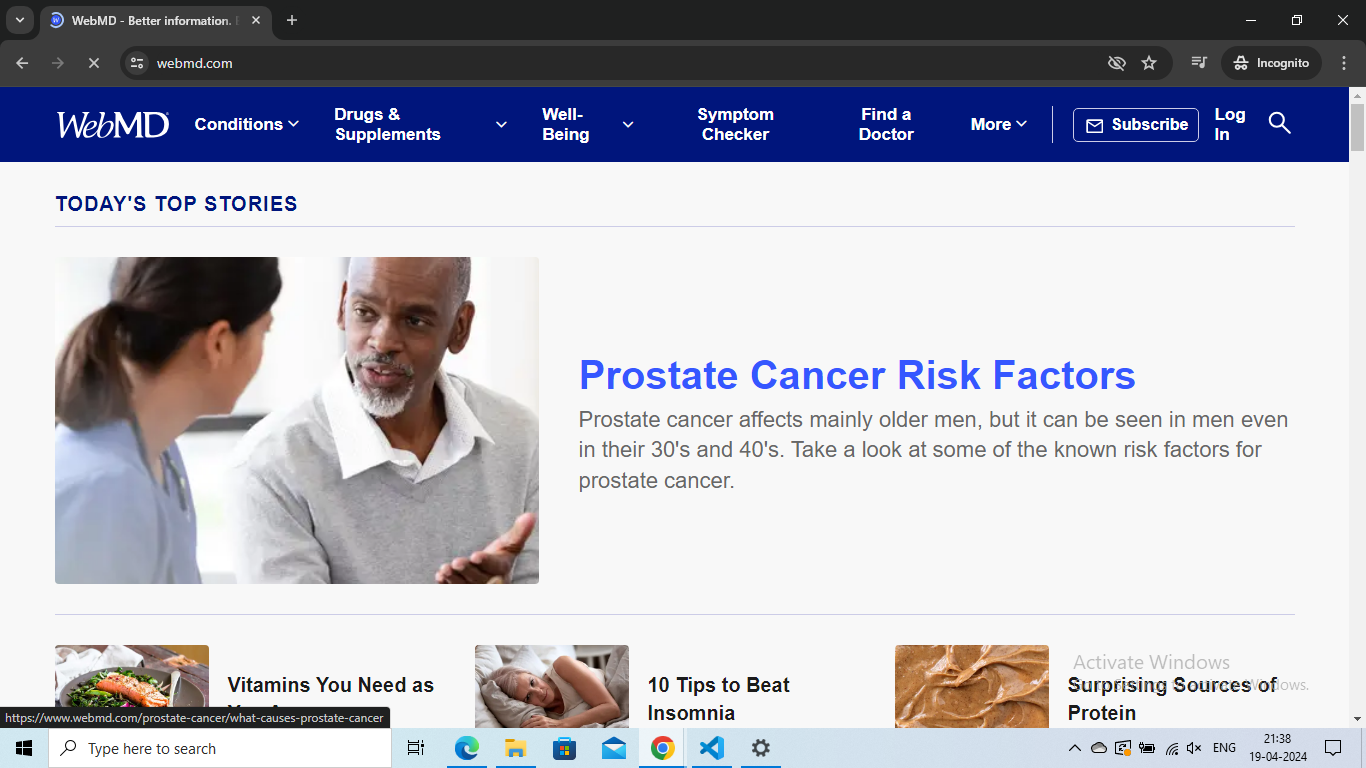 WebMD - Better information.
webmd.com
Incognito
WebMD
Conditions
Drugs &
Supplements
Well-
Being
Symptom
Checker
Find a
Doctor
More
Subscribe
Log
In
TODAY'S TOP STORIES
Prostate Cancer Risk Factors
Prostate cancer affects mainly older men, but it can be seen in men even
in their 30's and 40's. Take a look at some of the known risk factors for
prostate cancer.
Vitamins You Need as
10 Tips to Beat
Insomnia
Surprising Sources of
Protein
Activate Windows
https://www.webmd.com/prostate-cancer/what-causes-prostate-cancer
Type here to search
ENG
21:38
19-04-2024